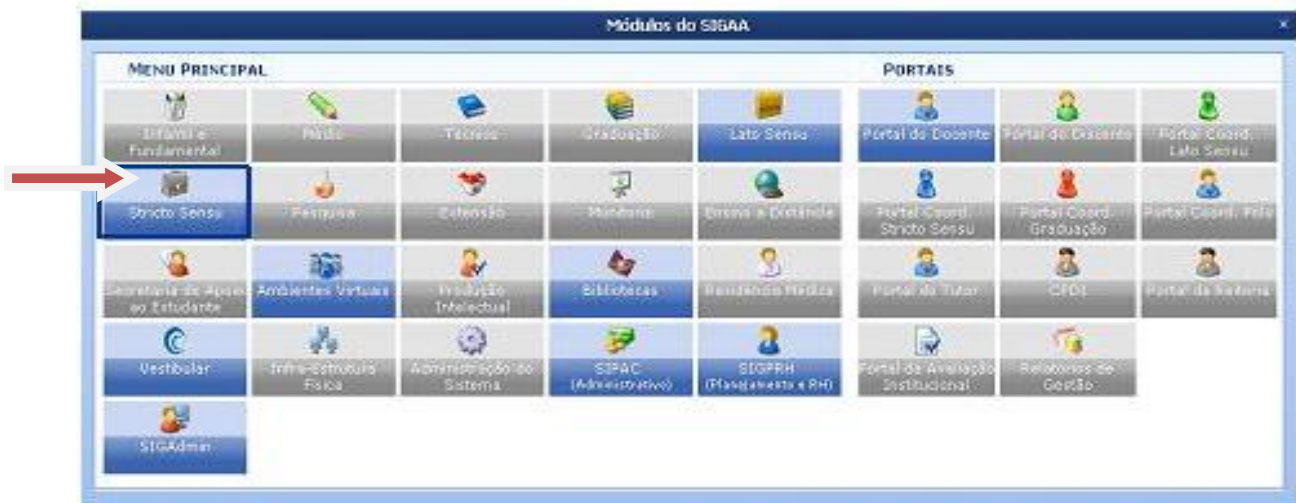 Módulos do SIGAA
MENU PRINCIPAL
PORTAIS
Infantil e
Fundamental
Médio
Técnico
Graduação
Lato Sensu
Portal do Docente
Portal do Discente
Portal Coord.
Lato Sensu
Stricto Sensu
Pesquisa
Extensão
Monitoria
Ensino a Distância
Portal Coord.
Stricto Sensu
Portal Coord.
Graduação
Portal Coord. Polo
Secretaria de Apoio
ao Estudante
Ambientes Virtuais
Produção
Intelectual
Bibliotecas
Residência Médica
Portal do Tutor
CPDI
Portal da Reitoria
Vestibular
Infra-Estrutura
Física
Administração do
Sistema
SIPAC
(Administrativo)
SIGPRH
(Planejamento e RH)
Portal da Avaliação
Institucional
Relatórios de
Gestão
SIGAdmin